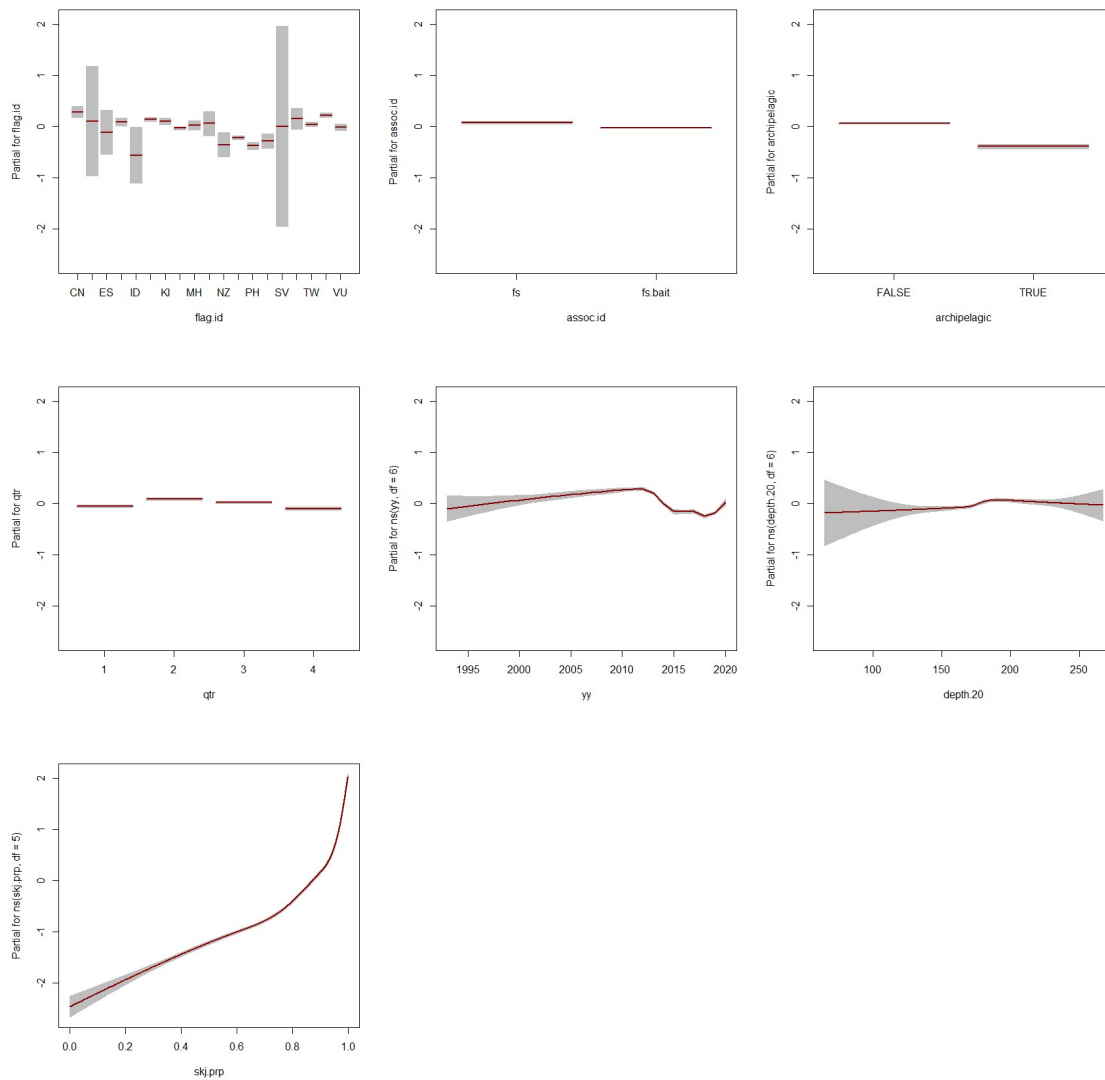 Partial for flag.id
2
1
0
-1
-2
CN ES ID KI MH NZ PH SV TW VU
flag.id
Partial for assoc.id
2
1
0
-1
-2
fs fs.bait
assoc.id
Partial for archipelagic
2
1
0
-1
-2
FALSE TRUE
archipelagic
Partial for qtr
2
1
0
-1
-2
1 2 3 4
qtr
Partial for ns(yy, df = 6)
2
1
0
-1
-2
1995 2000 2005 2010 2015 2020
yy
Partial for ns(depth.20, df = 6)
2
1
0
-1
-2
100 150 200 250
depth.20
Partial for ns(skj.prp, df = 5)
2
1
0
-1
-2
0.0 0.2 0.4 0.6 0.8 1.0
skj.prp